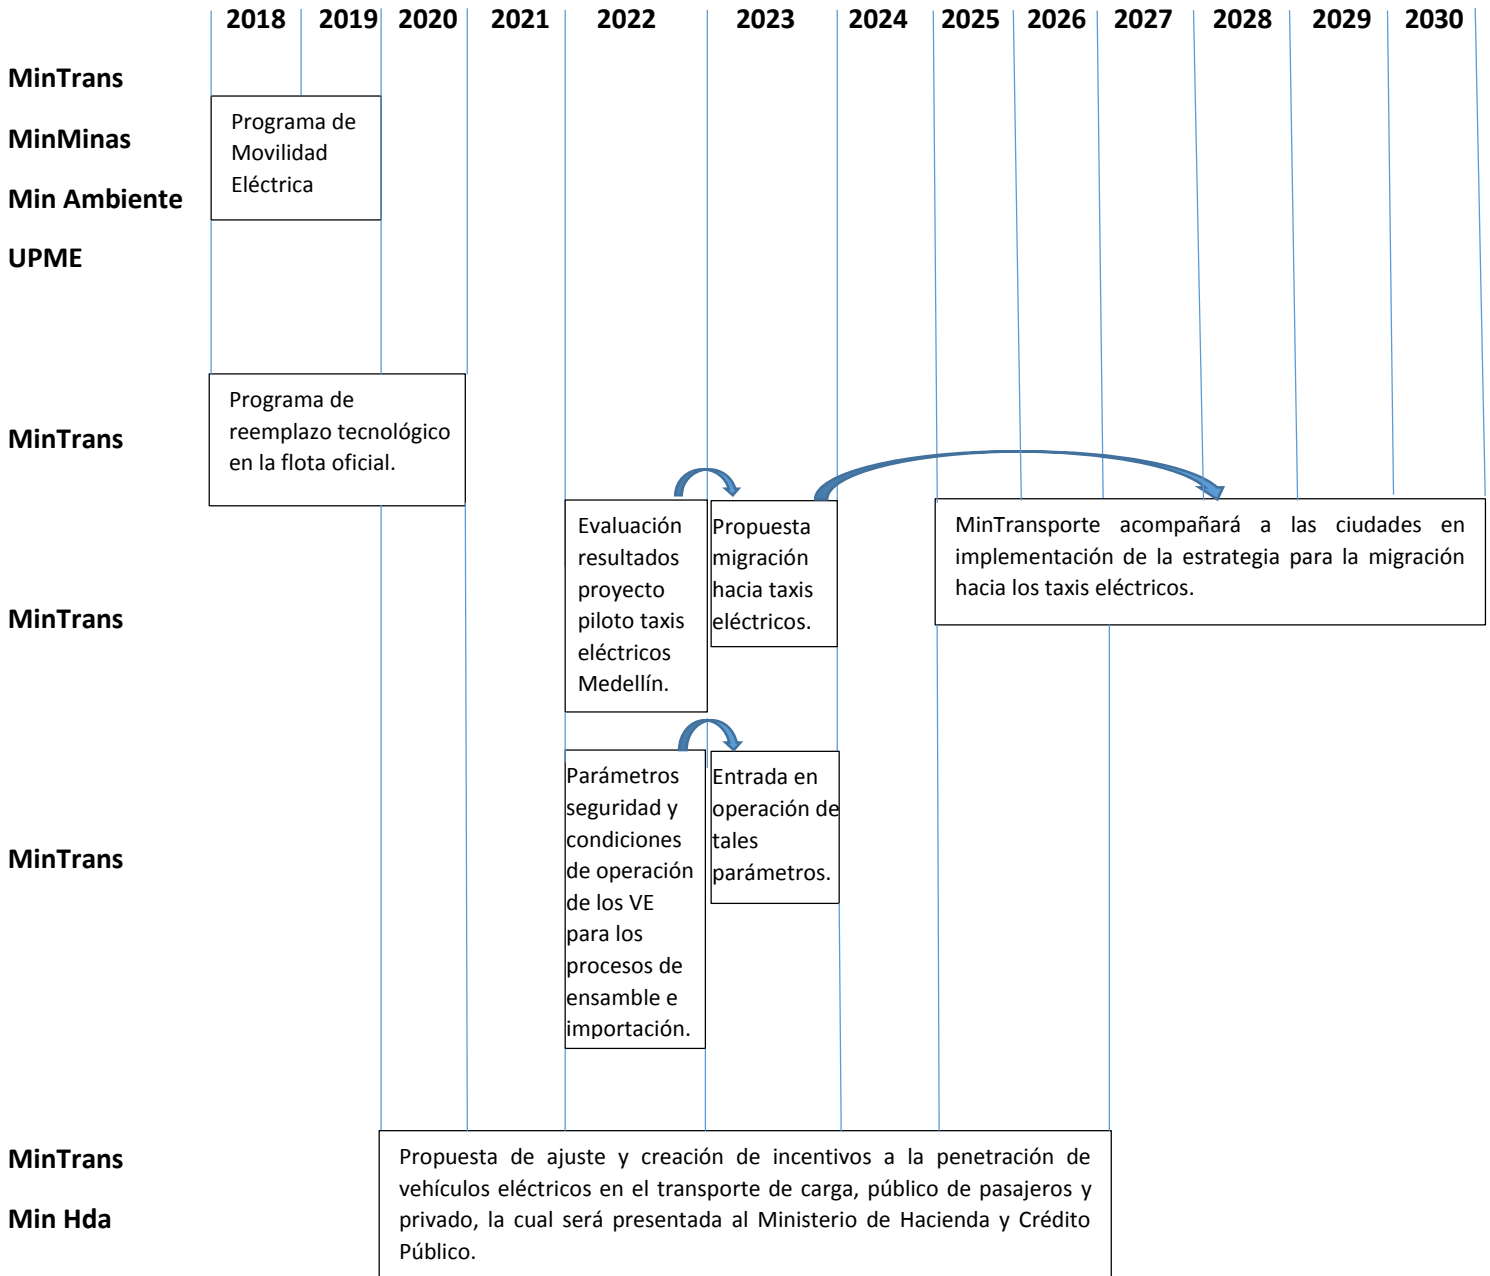 2018 2019 2020 2021 2022 2023 2024 2025 2026 2027 2028 2029 2030
MinTrans
MinMinas
Min Ambiente
UPME
Programa de
Movilidad
Eléctrica
MinTrans
Programa de
reemplazo tecnológico
en la flota oficial.
MinTrans
Evaluación
resultados
proyecto
piloto taxis
eléctricos
Medellín.
Propuesta
migración
hacia taxis
eléctricos.
MinTransporte acompañará a las ciudades en
implementación de la estrategia para la migración
hacia los taxis eléctricos.
MinTrans
Parámetros
seguridad y
condiciones
de operación
de los VE
para los
procesos de
ensamble e
importación.
Entrada en
operación de
tales
parámetros.
MinTrans
Min Hda
Propuesta de ajuste y creación de incentivos a la penetración de
vehículos eléctricos en el transporte de carga, público de pasajeros y
privado, la cual será presentada al Ministerio de Hacienda y Crédito
Público.